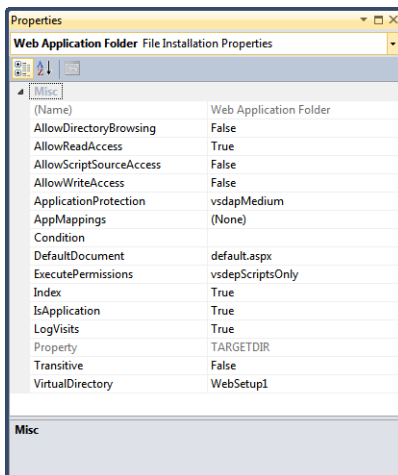 Properties
Web Application Folder File Installation Properties
Misc
(Name) Web Application Folder
AllowDirectoryBrowsing False
AllowReadAccess True
AllowScriptSourceAccess False
AllowWriteAccess False
ApplicationProtection vsdapMedium
AppMappings (None)
Condition
DefaultDocument default.aspx
ExecutePermissions vsdepScriptsOnly
Index True
IsApplication True
LogVisits True
Property TARGETDIR
Transitive False
VirtualDirectory WebSetup1
Misc